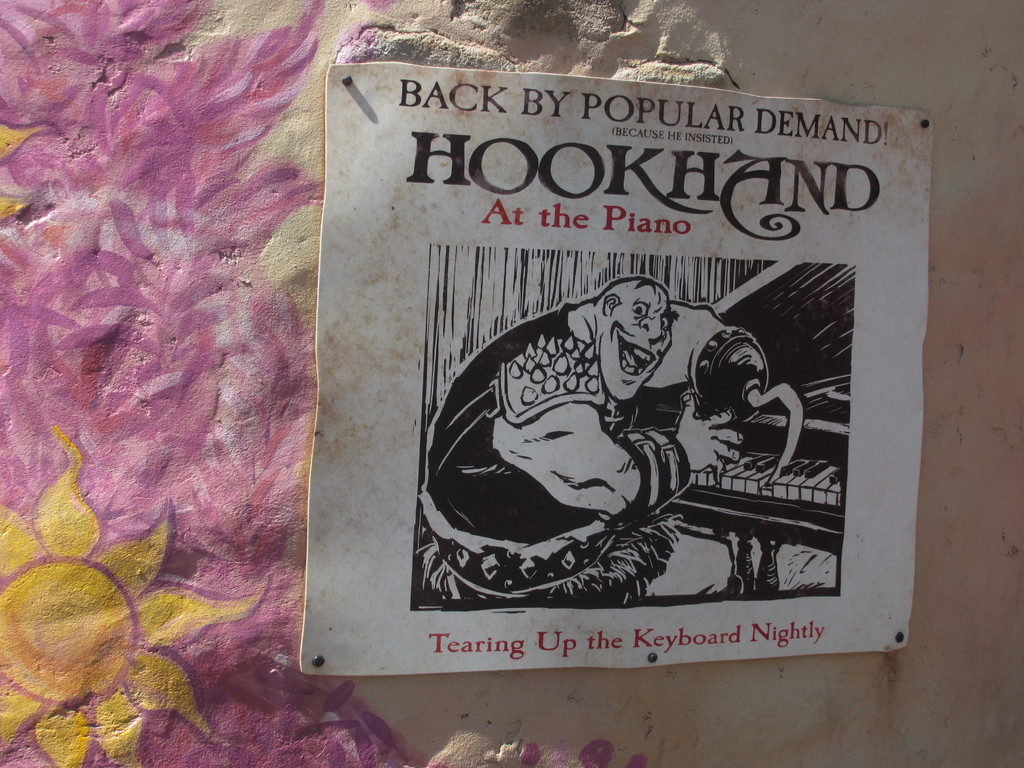 BACK BY POPULAR DEMAND!
(BECAUSE HE INSISTED)
HOOKHAND
At the Piano
Tearing Up the Keyboard Nightly